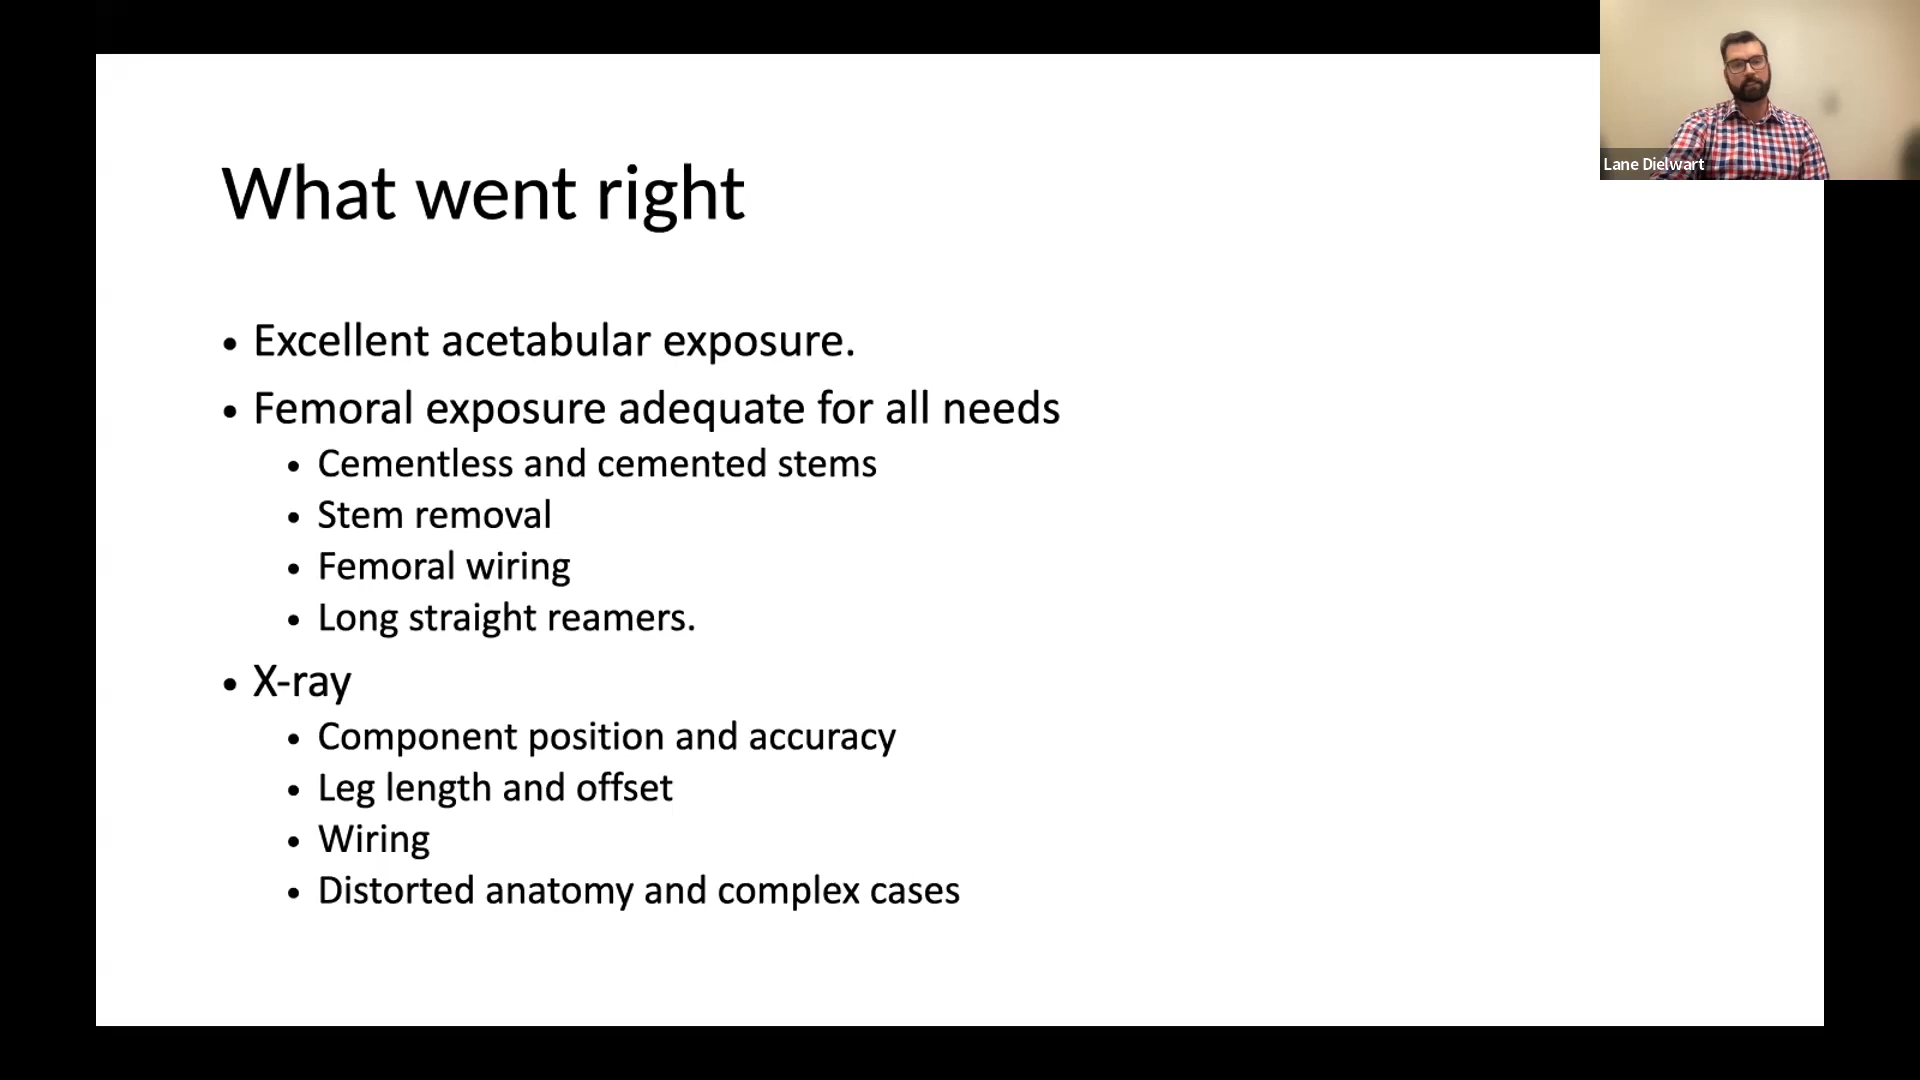 Lane Dielwart
What went right
• Excellent acetabular exposure.
• Femoral exposure adequate for all needs
• Cementless and cemented stems
• Stem removal
• Femoral wiring
• Long straight reamers.
• X-ray
• Component position and accuracy
• Leg length and offset
• Wiring
• Distorted anatomy and complex cases